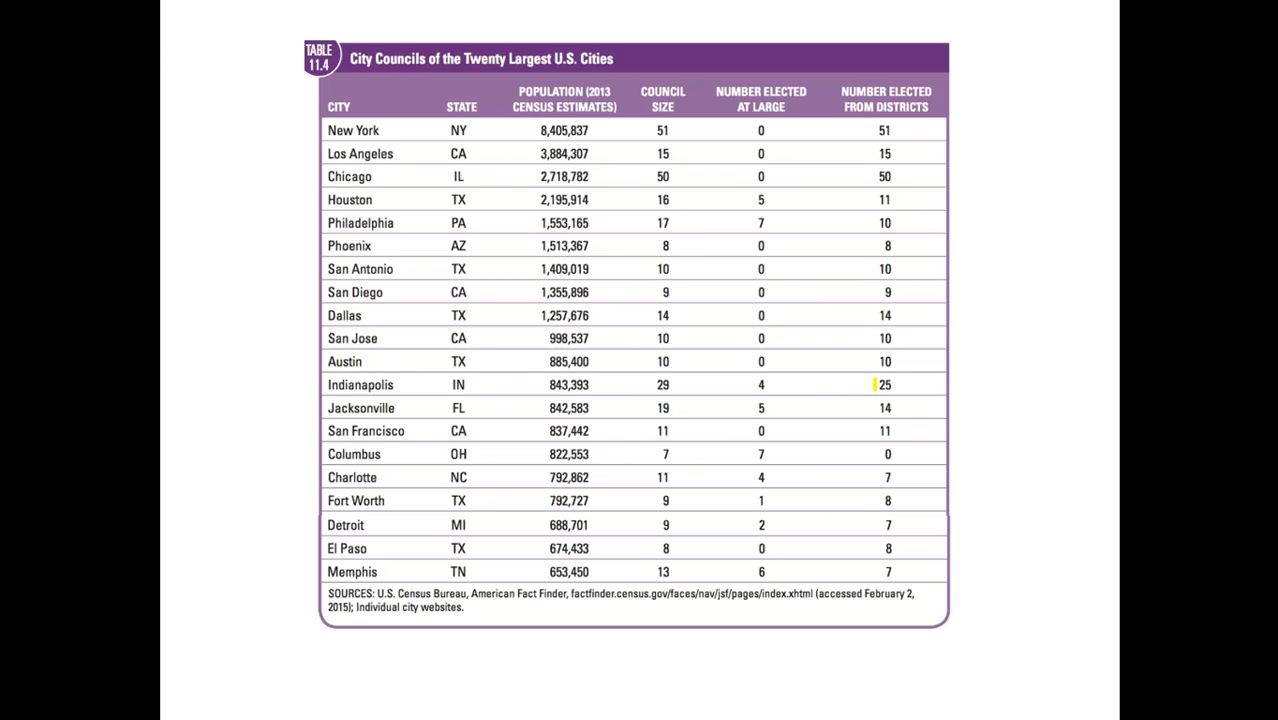 TABLE 11.4 City Councils of the Twenty Largest U.S. Cities
CITY STATE POPULATION (2013 CENSUS ESTIMATES) COUNCIL SIZE NUMBER ELECTED AT LARGE NUMBER ELECTED FROM DISTRICTS
New York NY 8,405,837 51 0 51
Los Angeles CA 3,884,307 15 0 15
Chicago IL 2,718,782 50 0 50
Houston TX 2,195,914 16 5 11
Philadelphia PA 1,553,165 17 7 10
Phoenix AZ 1,513,367 8 0 8
San Antonio TX 1,409,019 10 0 10
San Diego CA 1,355,896 9 0 9
Dallas TX 1,257,676 14 0 14
San Jose CA 998,537 10 0 10
Austin TX 885,400 10 0 10
Indianapolis IN 843,393 29 4 25
Jacksonville FL 842,583 19 5 14
San Francisco CA 837,442 11 0 11
Columbus OH 822,553 7 7 0
Charlotte NC 792,862 11 4 7
Fort Worth TX 792,727 9 1 8
Detroit MI 688,701 9 2 7
El Paso TX 674,433 8 0 8
Memphis TN 653,450 13 6 7
SOURCES: U.S. Census Bureau, American Fact Finder, factfinder.census.gov/faces/nav/jsf/pages/index.xhtml (accessed February 2,
2015); Individual city websites.